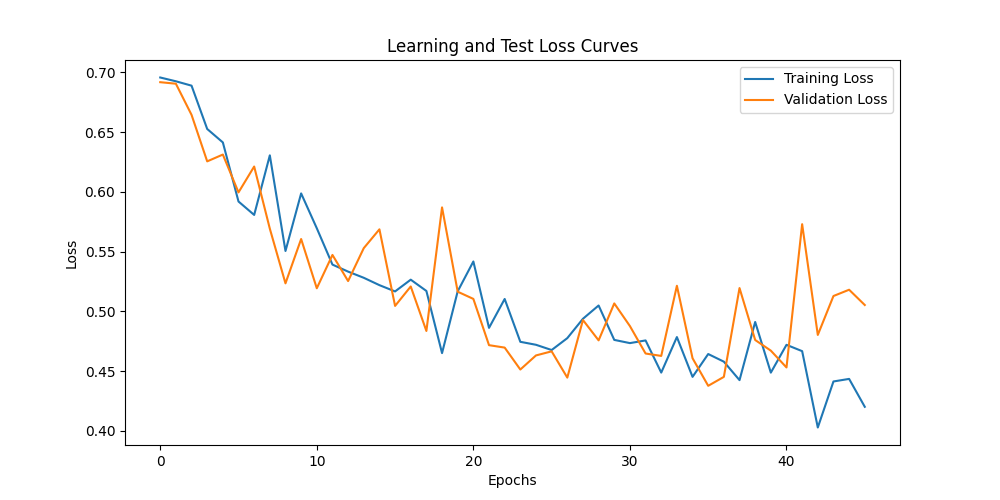 Learning and Test Loss Curves
Training Loss
Validation Loss
0.70
0.65
0.60
0.55
0.50
0.45
0.40
Loss
0 10 20 30 40
Epochs